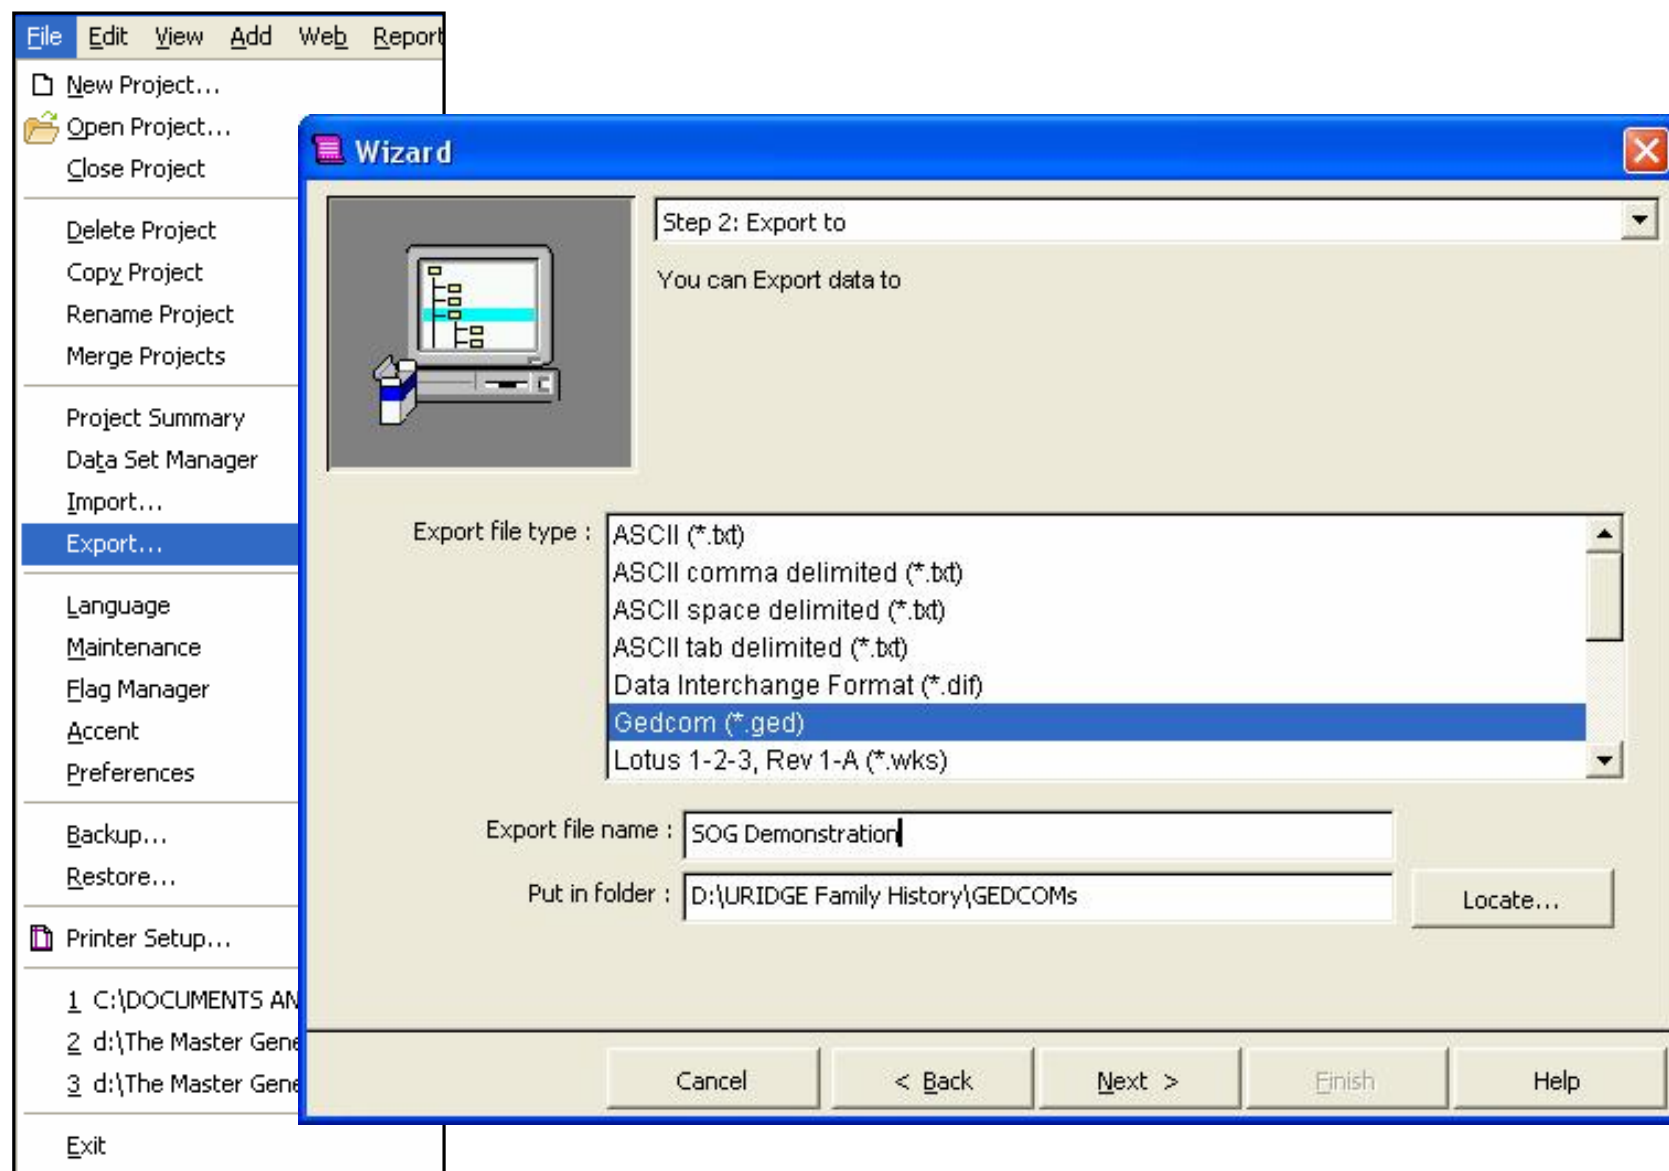 File Edit View Add Web Report
New Project...
Open Project...
Close Project
Delete Project
Copy Project
Rename Project
Merge Projects
Project Summary
Data Set Manager
Import...
Export...
Language
Maintenance
Flag Manager
Accent
Preferences
Backup...
Restore...
Printer Setup...
1 C:\DOCUMENTS AN
2 d:\The Master Gene
3 d:\The Master Gene
Exit
Wizard
Step 2: Export to
You can Export data to
Export file type :
ASCII (*.txt)
ASCII comma delimited (*.txt)
ASCII space delimited (*.txt)
ASCII tab delimited (*.txt)
Data Interchange Format (*.dif)
Gedcom (*.ged)
Lotus 1-2-3, Rev 1-A (*.wks)
Export file name : SOG Demonstration
Put in folder : D:\URIDGE Family History\GEDCOMs Locate...
Cancel < Back Next > Finish Help